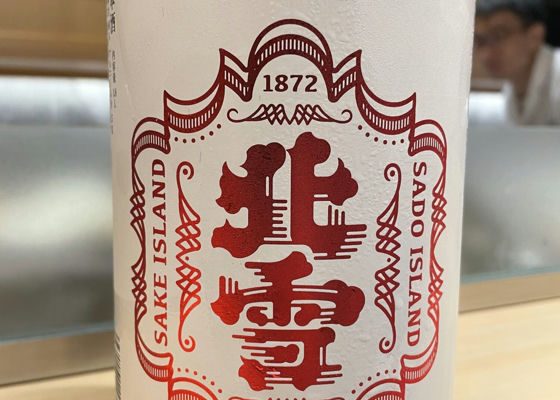 1872
北雪
SAKE ISLAND
SADO ISLAND